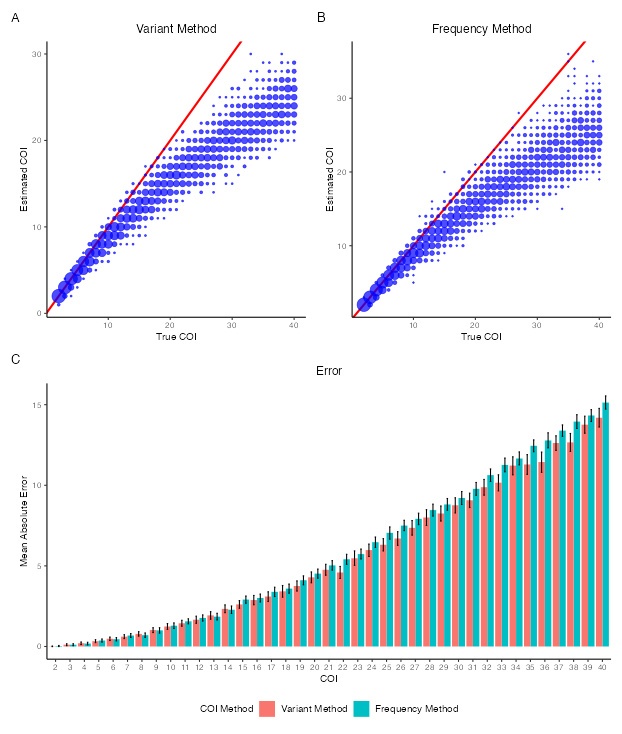 A
Variant Method
Estimated COI
30
20
10
0
10
20
30
40
True COI
B
Frequency Method
Estimated COI
30
20
10
10
20
30
40
True COI
C
Error
Mean Absolute Error
15
10
5
0
2 3 4 5 6 7 8 9 10 11 12 13 14 15 16 17 18 19 20 21 22 23 24 25 26 27 28 29 30 31 32 33 34 35 36 37 38 39 40
COI
COI Method Variant Method Frequency Method